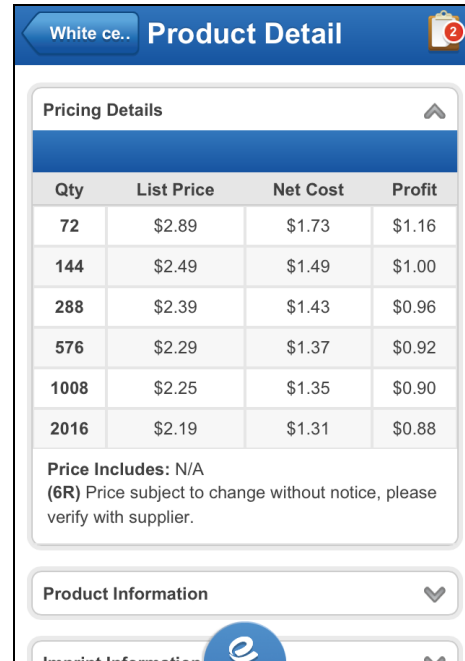 White ce.. Product Detail 2
Pricing Details
Qty List Price Net Cost Profit
72 $2.89 $1.73 $1.16
144 $2.49 $1.49 $1.00
288 $2.39 $1.43 $0.96
576 $2.29 $1.37 $0.92
1008 $2.25 $1.35 $0.90
2016 $2.19 $1.31 $0.88
Price Includes: N/A
(6R) Price subject to change without notice, please
verify with supplier.
Product Information
Imprint Information
e